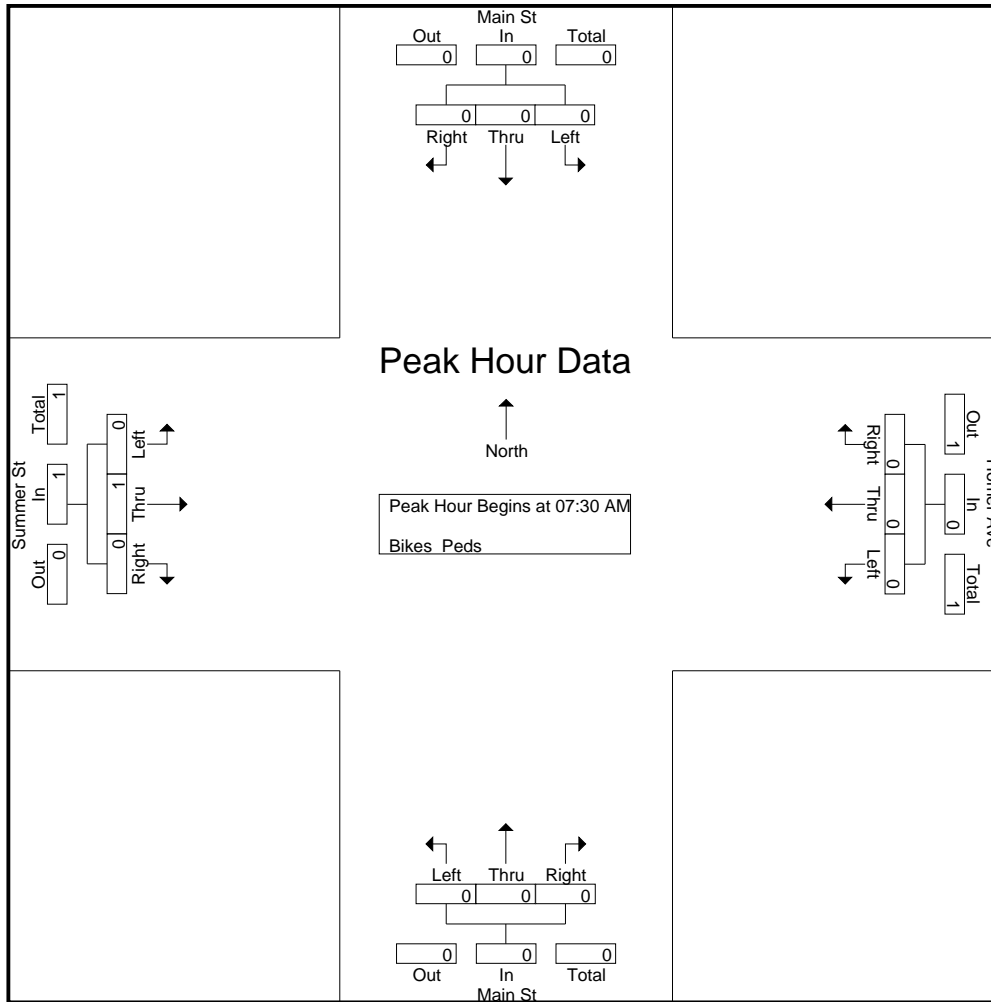 Main St
Out In Total
0 0 0
0 0 0
Right Thru Left
Peak Hour Data
North
Peak Hour Begins at 07:30 AM
Bikes Peds
Summer St
Out In Total
0 1 1
Right Thru Left
0 1 0
Out In Total
1 0 1
Right Thru Left
0 0 0
Left Thru Right
0 0 0
0 0 0
Out In Total
Main St